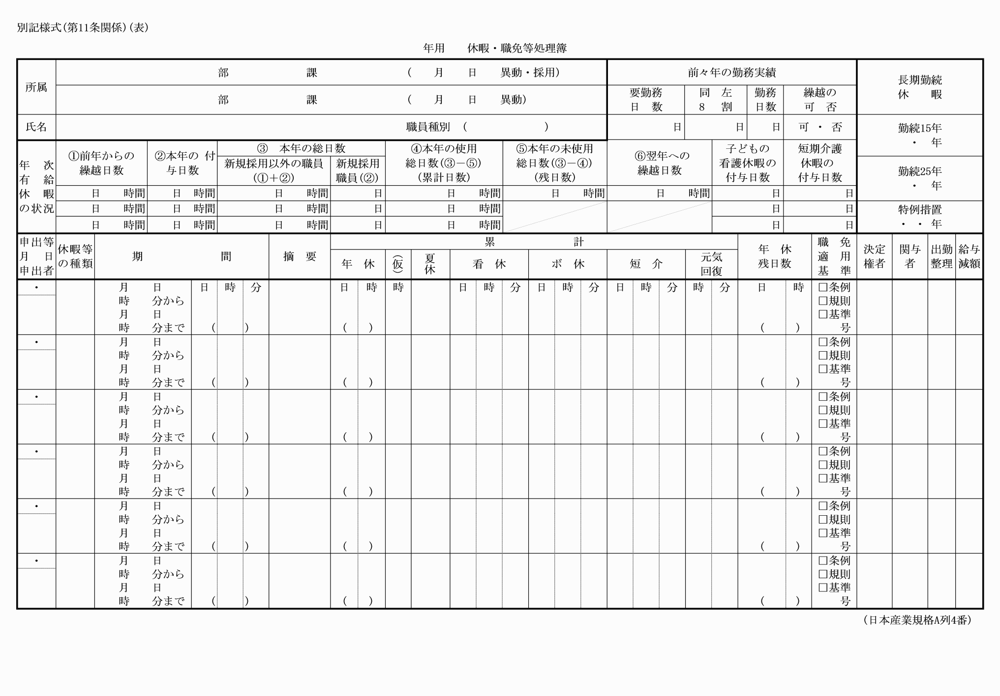 別記様式(第11条関係)(表)
年用　　休暇・職免等処理簿
所属
部　　　　　　　課　　　　　　　　(　　月　　日　　異動・採用)
部　　　　　　　課　　　　　　　　(　　月　　日　　異動)
前々年の勤務実績
要勤務
日　数
同　左
8　割
勤務
日数
繰越の
可　否
長期勤続
休　　暇
氏名
職員種別　(　　　　　　　)
日
日
日
可 ・ 否
勤続15年
・　年
勤続25年
・　年
特例措置
・ ・ 年
年　次
有　給
休　暇
の状況
①前年からの
繰越日数
②本年の 付
与日数
③　本年の総日数
新規採用以外の職員
(①+②)
新規採用
職員(②)
④本年の使用
総日数(③-⑤)
(累計日数)
⑤本年の未使用
総日数(③-④)
(残日数)
⑥翌年への
繰越日数
子どもの
看護休暇の
付与日数
短期介護
休暇の
付与日数
日　　時間　日　時間　日　　時間　日　日　　時間　日　　時間　日　　時間　日　日
日　　時間　日　時間　日　　時間　日　日　　時間　日　日
日　　時間　日　時間　日　　時間　日　日　　時間　日　日
申出等
月　日
申出者
休暇等
の種類
期　　　　　　　間
摘　要
累　　　　　　　計
年　休
(仮)
夏休
看　休
ボ　休
短　介
元気
回復
年　休
残日数
職　免
適　用
基　準
決定
権者
関与
者
出勤
整理
給与
減額
・　月　　日　日　時　分　日　時　時　日　時　分　日　時　分　日　時　分　時　分　日　　時　□条例
時　　分から　□規則
月　　日　□基準
時　　分まで　(　　)　(　　)　(　　)　号
・　月　　日　□条例
時　　分から　□規則
月　　日　□基準
時　　分まで　(　　)　(　　)　(　　)　号
・　月　　日　□条例
時　　分から　□規則
月　　日　□基準
時　　分まで　(　　)　(　　)　(　　)　号
・　月　　日　□条例
時　　分から　□規則
月　　日　□基準
時　　分まで　(　　)　(　　)　(　　)　号
・　月　　日　□条例
時　　分から　□規則
月　　日　□基準
時　　分まで　(　　)　(　　)　(　　)　号
・　月　　日　□条例
時　　分から　□規則
月　　日　□基準
時　　分まで　(　　)　(　　)　(　　)　号
(日本産業規格A列4番)